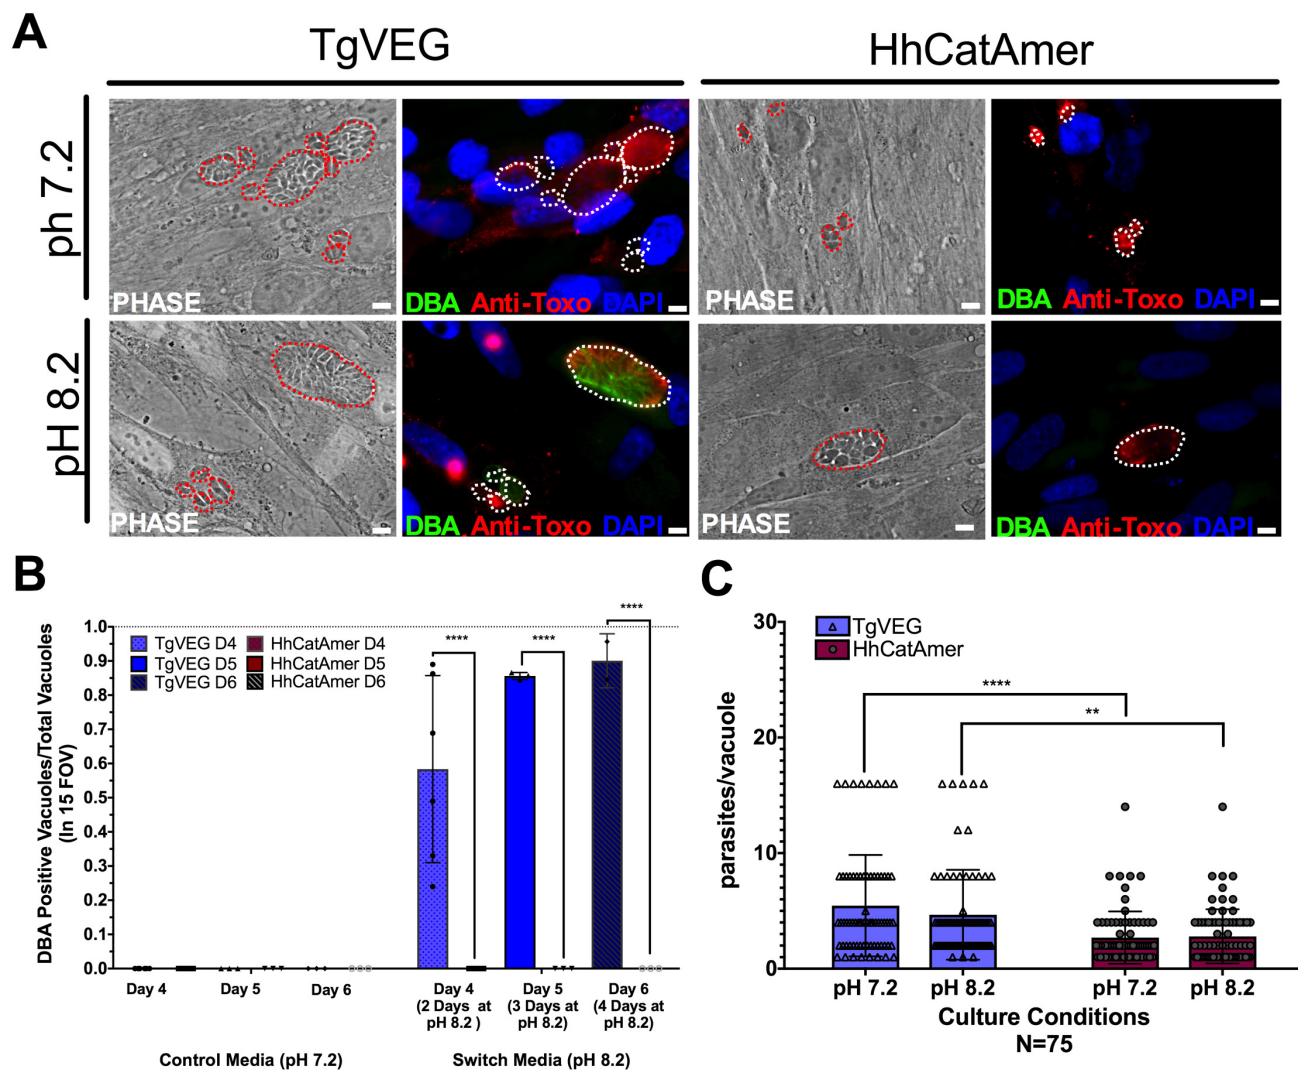 A
TgVEG
HhCatAmer
ph 7.2
PHASE
DBA Anti-Toxo DAPI
PHASE
DBA Anti-Toxo DAPI
pH 8.2
PHASE
DBA Anti-Toxo DAPI
PHASE
DBA Anti-Toxo DAPI
B
DBA Positive Vacuoles/Total Vacuoles
(In 15 FOV)
1.0
0.9
0.8
0.7
0.6
0.5
0.4
0.3
0.2
0.1
0.0
TgVEG D4
TgVEG D5
TgVEG D6
HhCatAmer D4
HhCatAmer D5
HhCatAmer D6
****
****
****
Day 4
Day 5
Day 6
Day 4
(2 Days at
pH 8.2 )
Day 5
(3 Days at
pH 8.2)
Day 6
(4 Days at
pH 8.2)
Control Media (pH 7.2)
Switch Media (pH 8.2)
C
parasites/vacuole
30
20
10
0
TgVEG
HhCatAmer
****
**
pH 7.2
pH 8.2
pH 7.2
pH 8.2
Culture Conditions
N=75